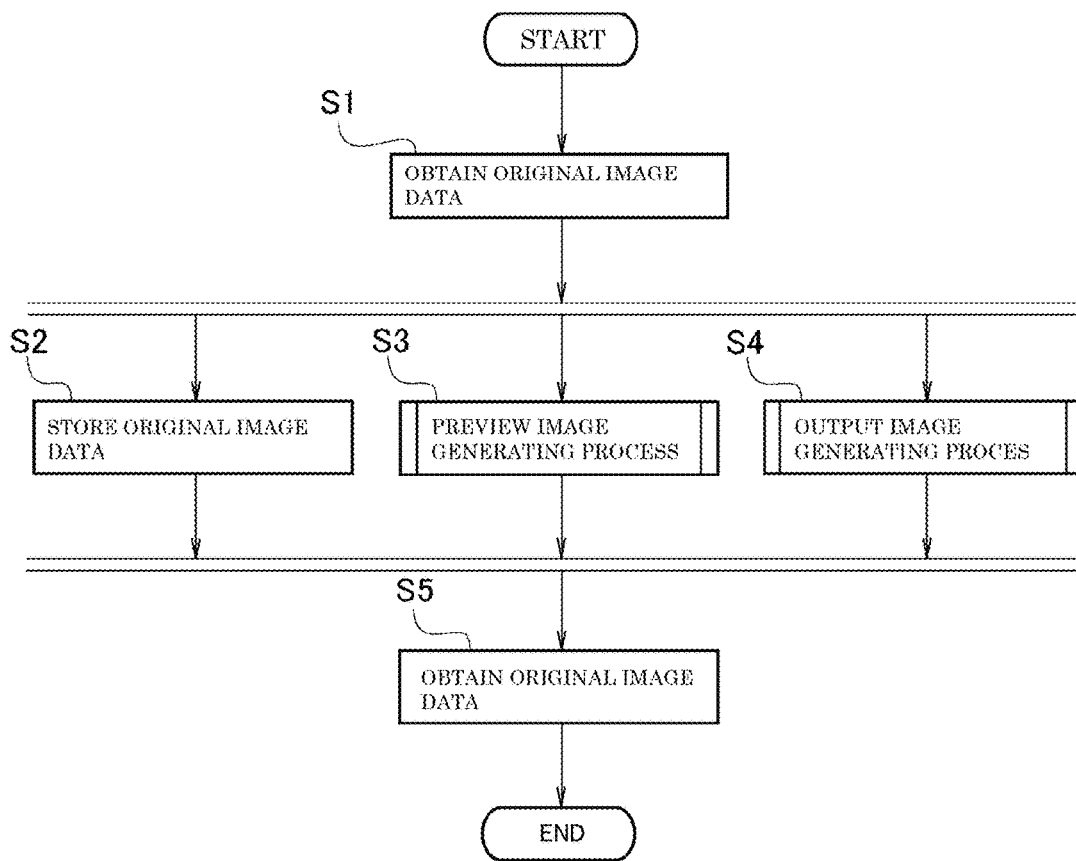 START
S1
OBTAIN ORIGINAL IMAGE
DATA
S2
STORE ORIGINAL IMAGE
DATA
S3
PREVIEW IMAGE
GENERATING PROCESS
S4
OUTPUT IMAGE
GENERATING PROCES
S5
OBTAIN ORIGINAL IMAGE
DATA
END